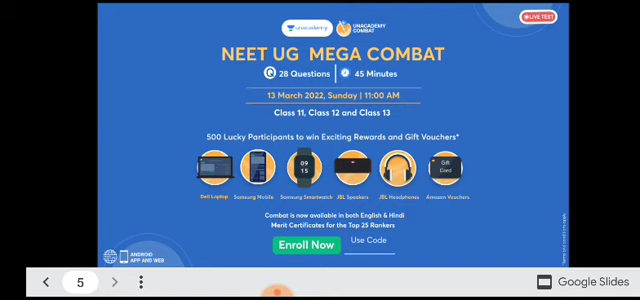 LIVE TEST
unacademy
UNACADEMY
COMBAT
NEET UG MEGA COMBAT
28 Questions
45 Minutes
13 March 2022, Sunday | 11:00 AM
Class 11, Class 12 and Class 13
500 Lucky Participants to win Exciting Rewards and Gift Vouchers*
09
15
Gift
Card
Dell Laptop
Samsung Mobile
Samsung Smartwatch
JBL Speakers
JBL Headphones
Amazon Vouchers
Combat is now available in both English & Hindi
Merit Certificates for the Top 25 Rankers
Enroll Now
Use Code
ANDROID
APP AND WEB
5
Google Slides